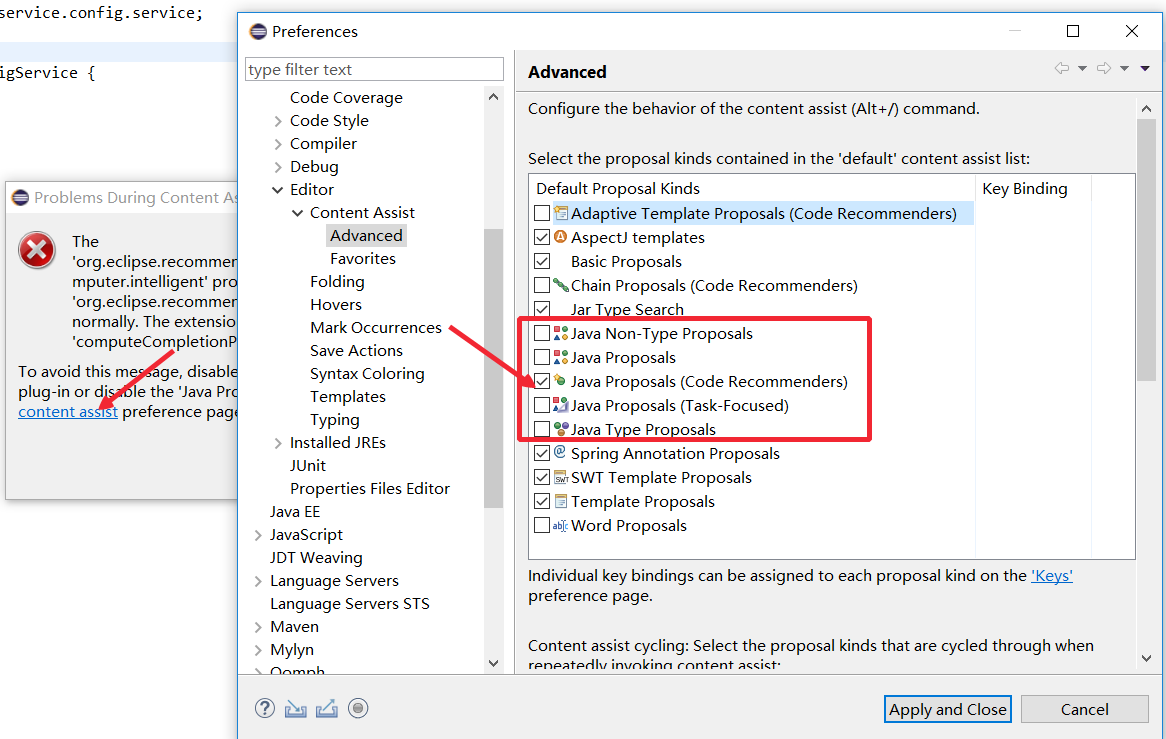 service.config.service;
igService {
Problems During Content As
The
'org.eclipse.recommen
mputer.intelligent' pro
'org.eclipse.recommen
normally. The extension
'computeCompletionP
To avoid this message, disable
plug-in or disable the 'Java Pro
content assist preference page
Preferences
type filter text
Code Coverage
Code Style
Compiler
Debug
Editor
Content Assist
Advanced
Favorites
Folding
Hovers
Mark Occurrences
Save Actions
Syntax Coloring
Templates
Typing
Installed JREs
JUnit
Properties Files Editor
Java EE
JavaScript
JDT Weaving
Language Servers
Language Servers STS
Maven
Mylyn
Oomph
Advanced
Configure the behavior of the content assist (Alt+/) command.
Select the proposal kinds contained in the 'default' content assist list:
Default Proposal Kinds Key Binding
Adaptive Template Proposals (Code Recommenders)
AspectJ templates
Basic Proposals
Chain Proposals (Code Recommenders)
Jar Type Search
Java Non-Type Proposals
Java Proposals
Java Proposals (Code Recommenders)
Java Proposals (Task-Focused)
Java Type Proposals
Spring Annotation Proposals
SWT Template Proposals
Template Proposals
Word Proposals
Individual key bindings can be assigned to each proposal kind on the 'Keys'
preference page.
Content assist cycling: Select the proposal kinds that are cycled through when
repeatedly invoking content assist:
Apply and Close
Cancel